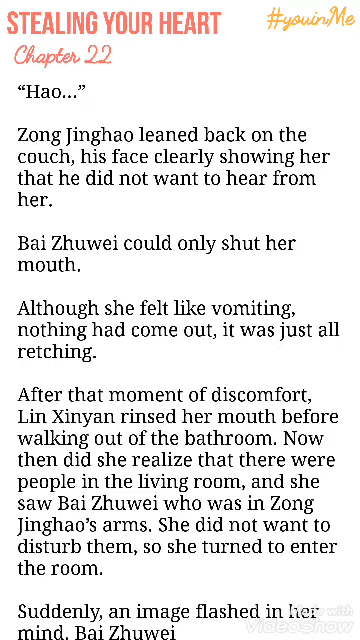 STEALING YOUR HEART
#youinMe
Chapter 22
“Hao...”
Zong Jinghao leaned back on the
couch, his face clearly showing her
that he did not want to hear from
her.
Bai Zhuwei could only shut her
mouth.
Although she felt like vomiting,
nothing had come out, it was just all
retching.
After that moment of discomfort,
Lin Xinyan rinsed her mouth before
walking out of the bathroom. Now
then did she realize that there were
people in the living room, and she
saw Bai Zhuwei who was in Zong
Jinghao’s arms. She did not want to
disturb them, so she turned to enter
the room.
Suddenly, an image flashed in her
mind. Bai Zhuwei
Made with
VideoShow